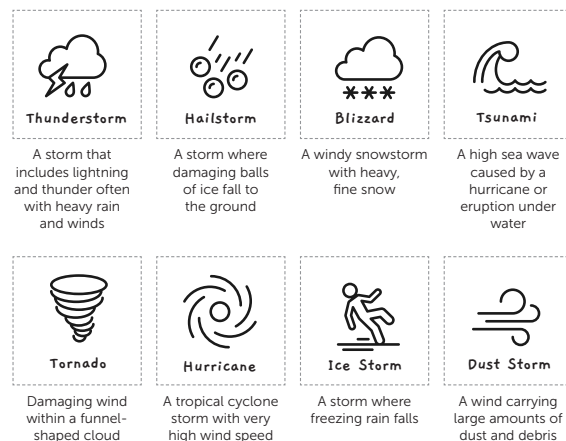 Thunderstorm
A storm that
includes lightning
and thunder often
with heavy rain
and winds
Hailstorm
A storm where
damaging balls
of ice fall to
the ground
Blizzard
A windy snowstorm
with heavy,
fine snow
Tsunami
A high sea wave
caused by a
hurricane or
eruption under
water
Tornado
Damaging wind
within a funnel-
shaped cloud
Hurricane
A tropical cyclone
storm with very
high wind speed
Ice Storm
A storm where
freezing rain falls
Dust Storm
A wind carrying
large amounts of
dust and debris